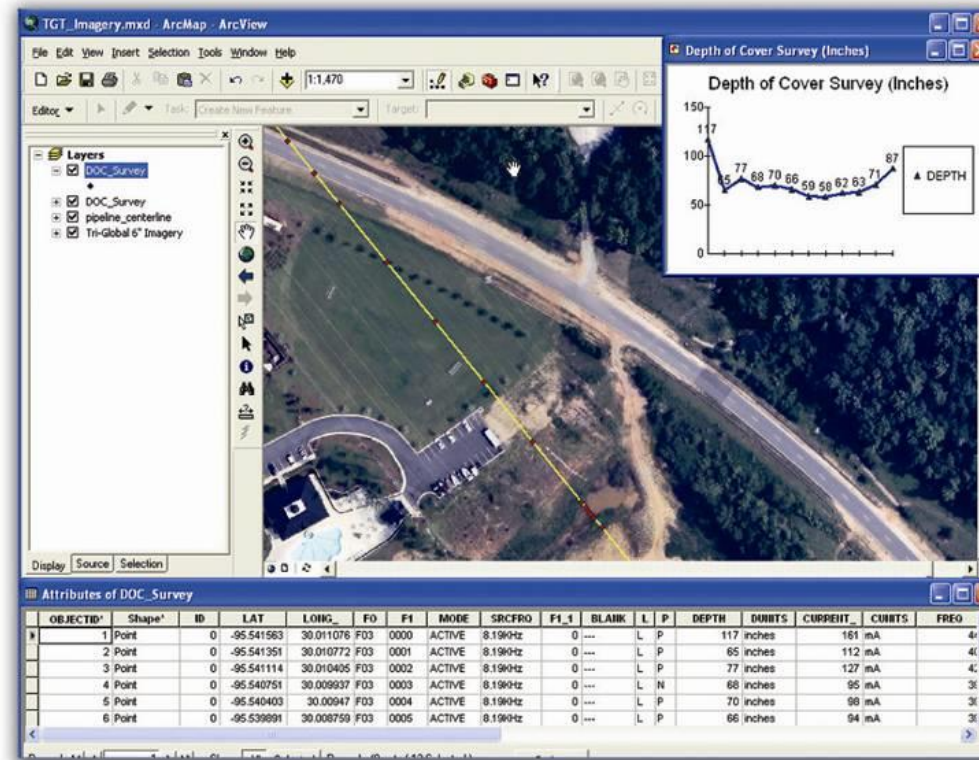 TGT_Imagery.mxd - ArcMap - ArcView
File Edit View Insert Selection Tools Window Help
1:1,470
Editor Task: Create New Feature Target:
Layers
DOC_Survey
DOC_Survey
pipeline_centerline
Tri-Global 6" Imagery
Display Source Selection
Depth of Cover Survey (Inches)
Depth of Cover Survey (Inches)
150
117
100
65 77 68 70 66 59 58 62 63 71 87
50
0
DEPTH
Attributes of DOC_Survey
OBJECTID* Shape* ID LAT LONG_ F0 F1 MODE SRCFRO F1_1 BLANK L P DEPTH DUNITS CURRENT_ CUNITS FREQ
1 Point 0 -95.541563 30.011076 F03 0000 ACTIVE 8.19KHz 0 --- L P 117 inches 161 mA
2 Point 0 -95.541351 30.010772 F03 0001 ACTIVE 8.19KHz 0 --- L P 65 inches 112 mA
3 Point 0 -95.541114 30.010405 F03 0002 ACTIVE 8.19KHz 0 --- L P 77 inches 127 mA
4 Point 0 -95.540751 30.009937 F03 0003 ACTIVE 8.19KHz 0 --- L N 68 inches 95 mA
5 Point 0 -95.540403 30.00947 F03 0004 ACTIVE 8.19KHz 0 --- L P 70 inches 98 mA
6 Point 0 -95.539891 30.008759 F03 0005 ACTIVE 8.19KHz 0 --- L P 66 inches 94 mA